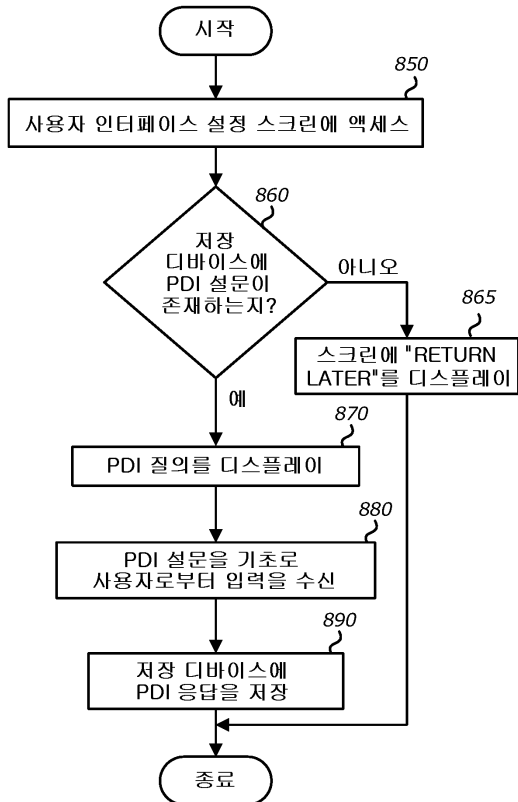 시작
850
사용자 인터페이스 설정 스크린에 액세스
860
저장
디바이스에
PDI 설문이
존재하는지?
아니오
865
스크린에 "RETURN
LATER"를 디스플레이
예
870
PDI 질의를 디스플레이
880
PDI 설문을 기초로
사용자로부터 입력을 수신
890
저장 디바이스에
PDI 응답을 저장
종료